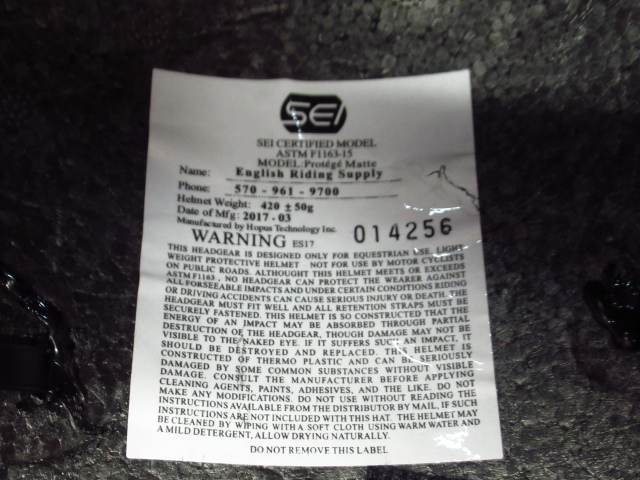 SEI
SEI CERTIFIED MODEL
ASTM F1163-15
MODEL:Protégé Matte
Name: English Riding Supply
Phone: 570 - 961 - 9700
Helmet Weight: 420 ± 50g
Date of Mfg: 2017 . 03
Manufactured by Hopus Technology Inc.
WARNING ES17 014256
THIS HEADGEAR IS DESIGNED ONLY FOR EQUESTRIAN USE. LIGHT
WEIGHT PROTECTIVE HELMET - NOT FOR USE BY MOTOR CYCLISTS
ON PUBLIC ROADS. ALTHOUGHT THIS HELMET MEETS OR EXCEEDS
ASTM F1163 , NO HEADGEAR CAN PROTECT THE WEARER AGAINST
ALL FORSEEABLE IMPACTS AND UNDER CERTAIN CONDITIONS RIDING
OR DRIVING ACCIDENTS CAN CAUSE SERIOUS INJURY OR DEATH. THE
HEADGEAR MUST FIT WELL AND ALL RETENTION STRAPS MUST BE
SECURELY FASTENED. THIS HELMET IS SO CONSTRUCTED THAT THE
ENERGY OF AN IMPACT MAY BE ABSORBED THROUGH PARTIAL
DESTRUCTION OF THE HEADGEAR, THOUGH DAMAGE MAY NOT BE
VISIBLE TO THE NAKED EYE. IF IT SUFFERS SUCH AN IMPACT, IT
SHOULD BE DESTROYED AND REPLACED. THIS HELMET IS
CONSTRUCTED OF THERMO PLASTIC AND CAN BE SERIOUSLY
DAMAGED BY SOME COMMON SUBSTANCES WITHOUT VISIBLE
DAMAGE. CONSULT THE MANUFACTURER BEFORE APPLYING
CLEANING AGENTS, PAINTS, ADHESIVES, AND THE LIKE. DO NOT
MAKE ANY MODIFICATIONS. DO NOT USE WITHOUT READING THE
INSTRUCTIONS AVAILABLE FROM THE DISTRIBUTOR BY MAIL, IF SUCH
INSTRUCTIONS ARE NOT INCLUDED WITH THIS HAT. THE HELMET MAY
BE CLEANED BY WIPING WITH A SOFT CLOTH USING WARM WATER AND
A MILD DETERGENT, ALLOW DRYING NATURALLY.
DO NOT REMOVE THIS LABEL